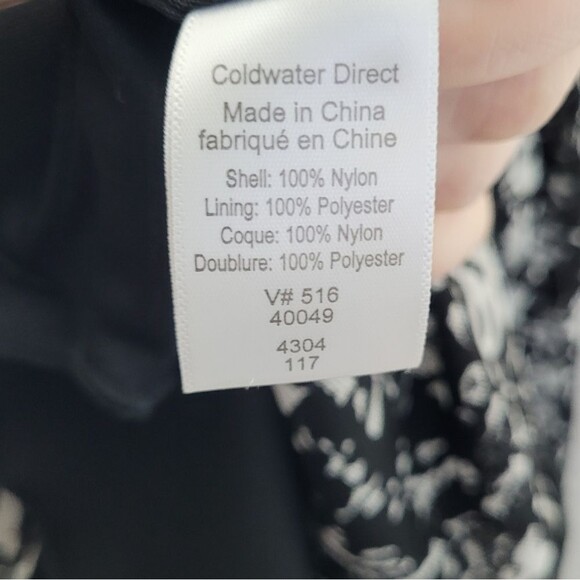 Coldwater Direct
Made in China
fabriqué en Chine
Shell: 100% Nylon
Lining: 100% Polyester
Coque: 100% Nylon
Doublure: 100% Polyester
V# 516
40049
4304
117